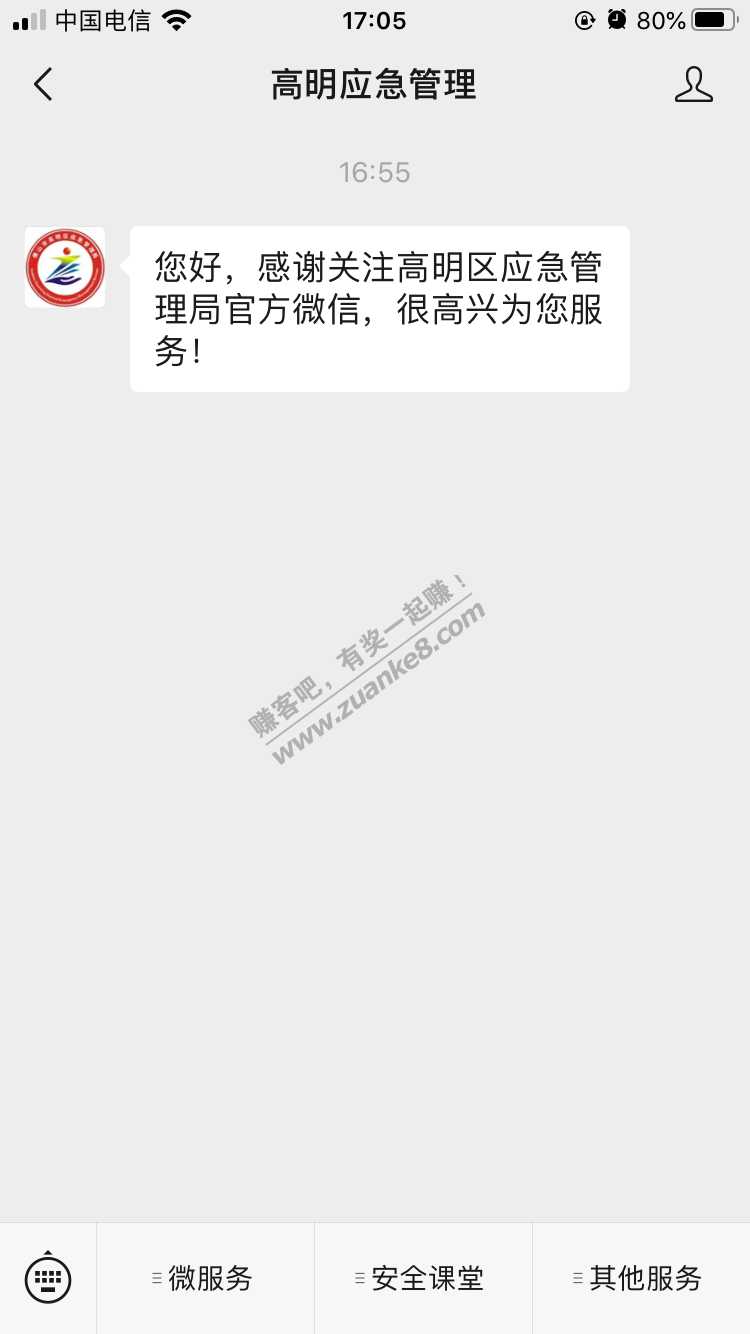 中国电信 17:05 80%
高明应急管理
16:55
您好，感谢关注高明区应急管
理局官方微信，很高兴为您服
务！
赚客吧，有奖一起赚！
www.zuanke8.com
微服务 安全课堂 其他服务